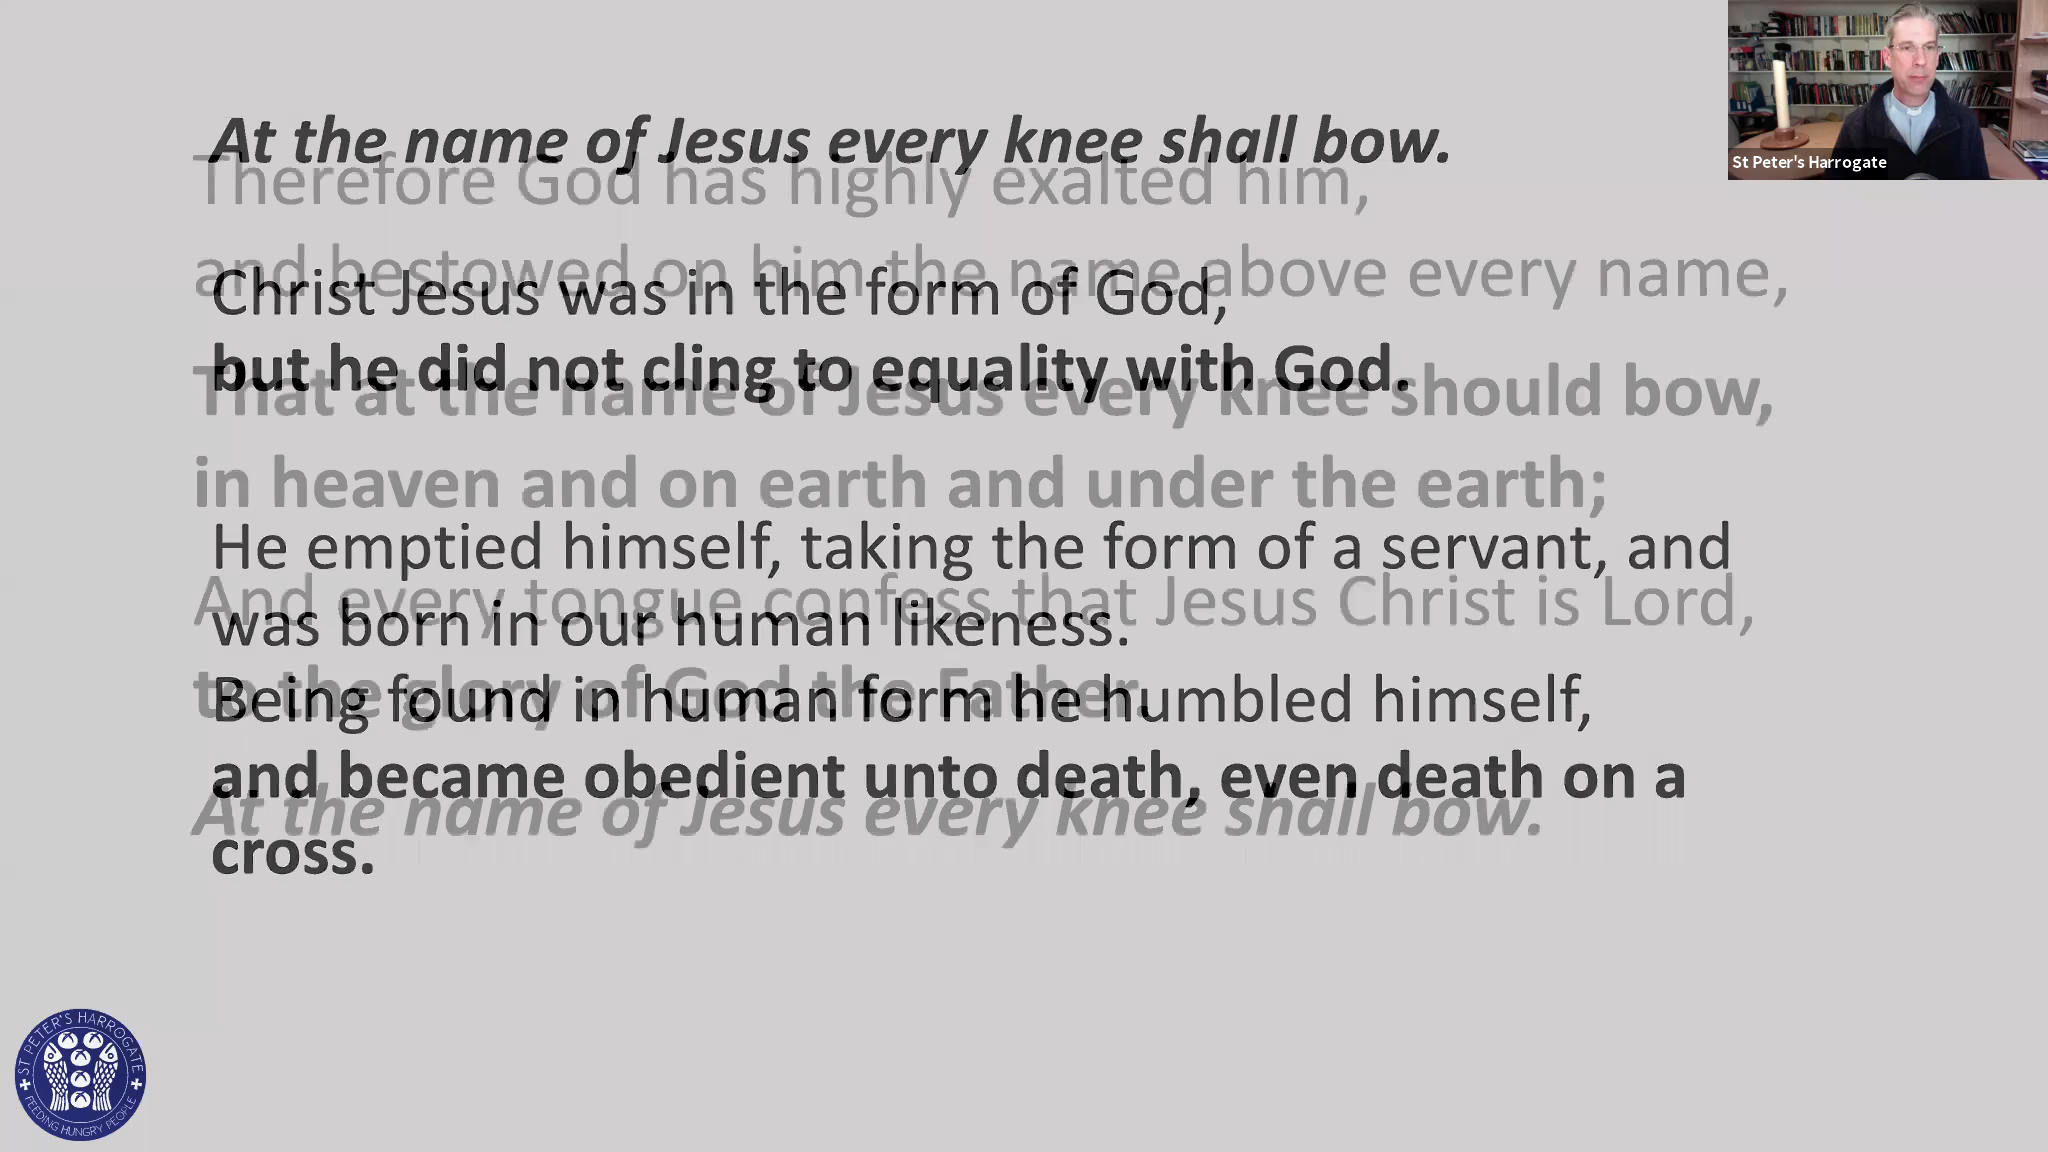 At the name of Jesus every knee shall bow.
Christ Jesus was in the form of God,
but he did not cling to equality with God.
He emptied himself, taking the form of a servant, and
was born in our human likeness.
Being found in human form he humbled himself,
and became obedient unto death, even death on a
cross.
Therefore God has highly exalted him,
and bestowed on him the name above every name,
That at the name of Jesus every knee should bow,
in heaven and on earth and under the earth;
And every tongue confess that Jesus Christ is Lord,
to the glory of God the Father.
At the name of Jesus every knee shall bow.
St Peter's Harrogate
ST PETER'S HARROGATE
FEEDING HUNGRY PEOPLE